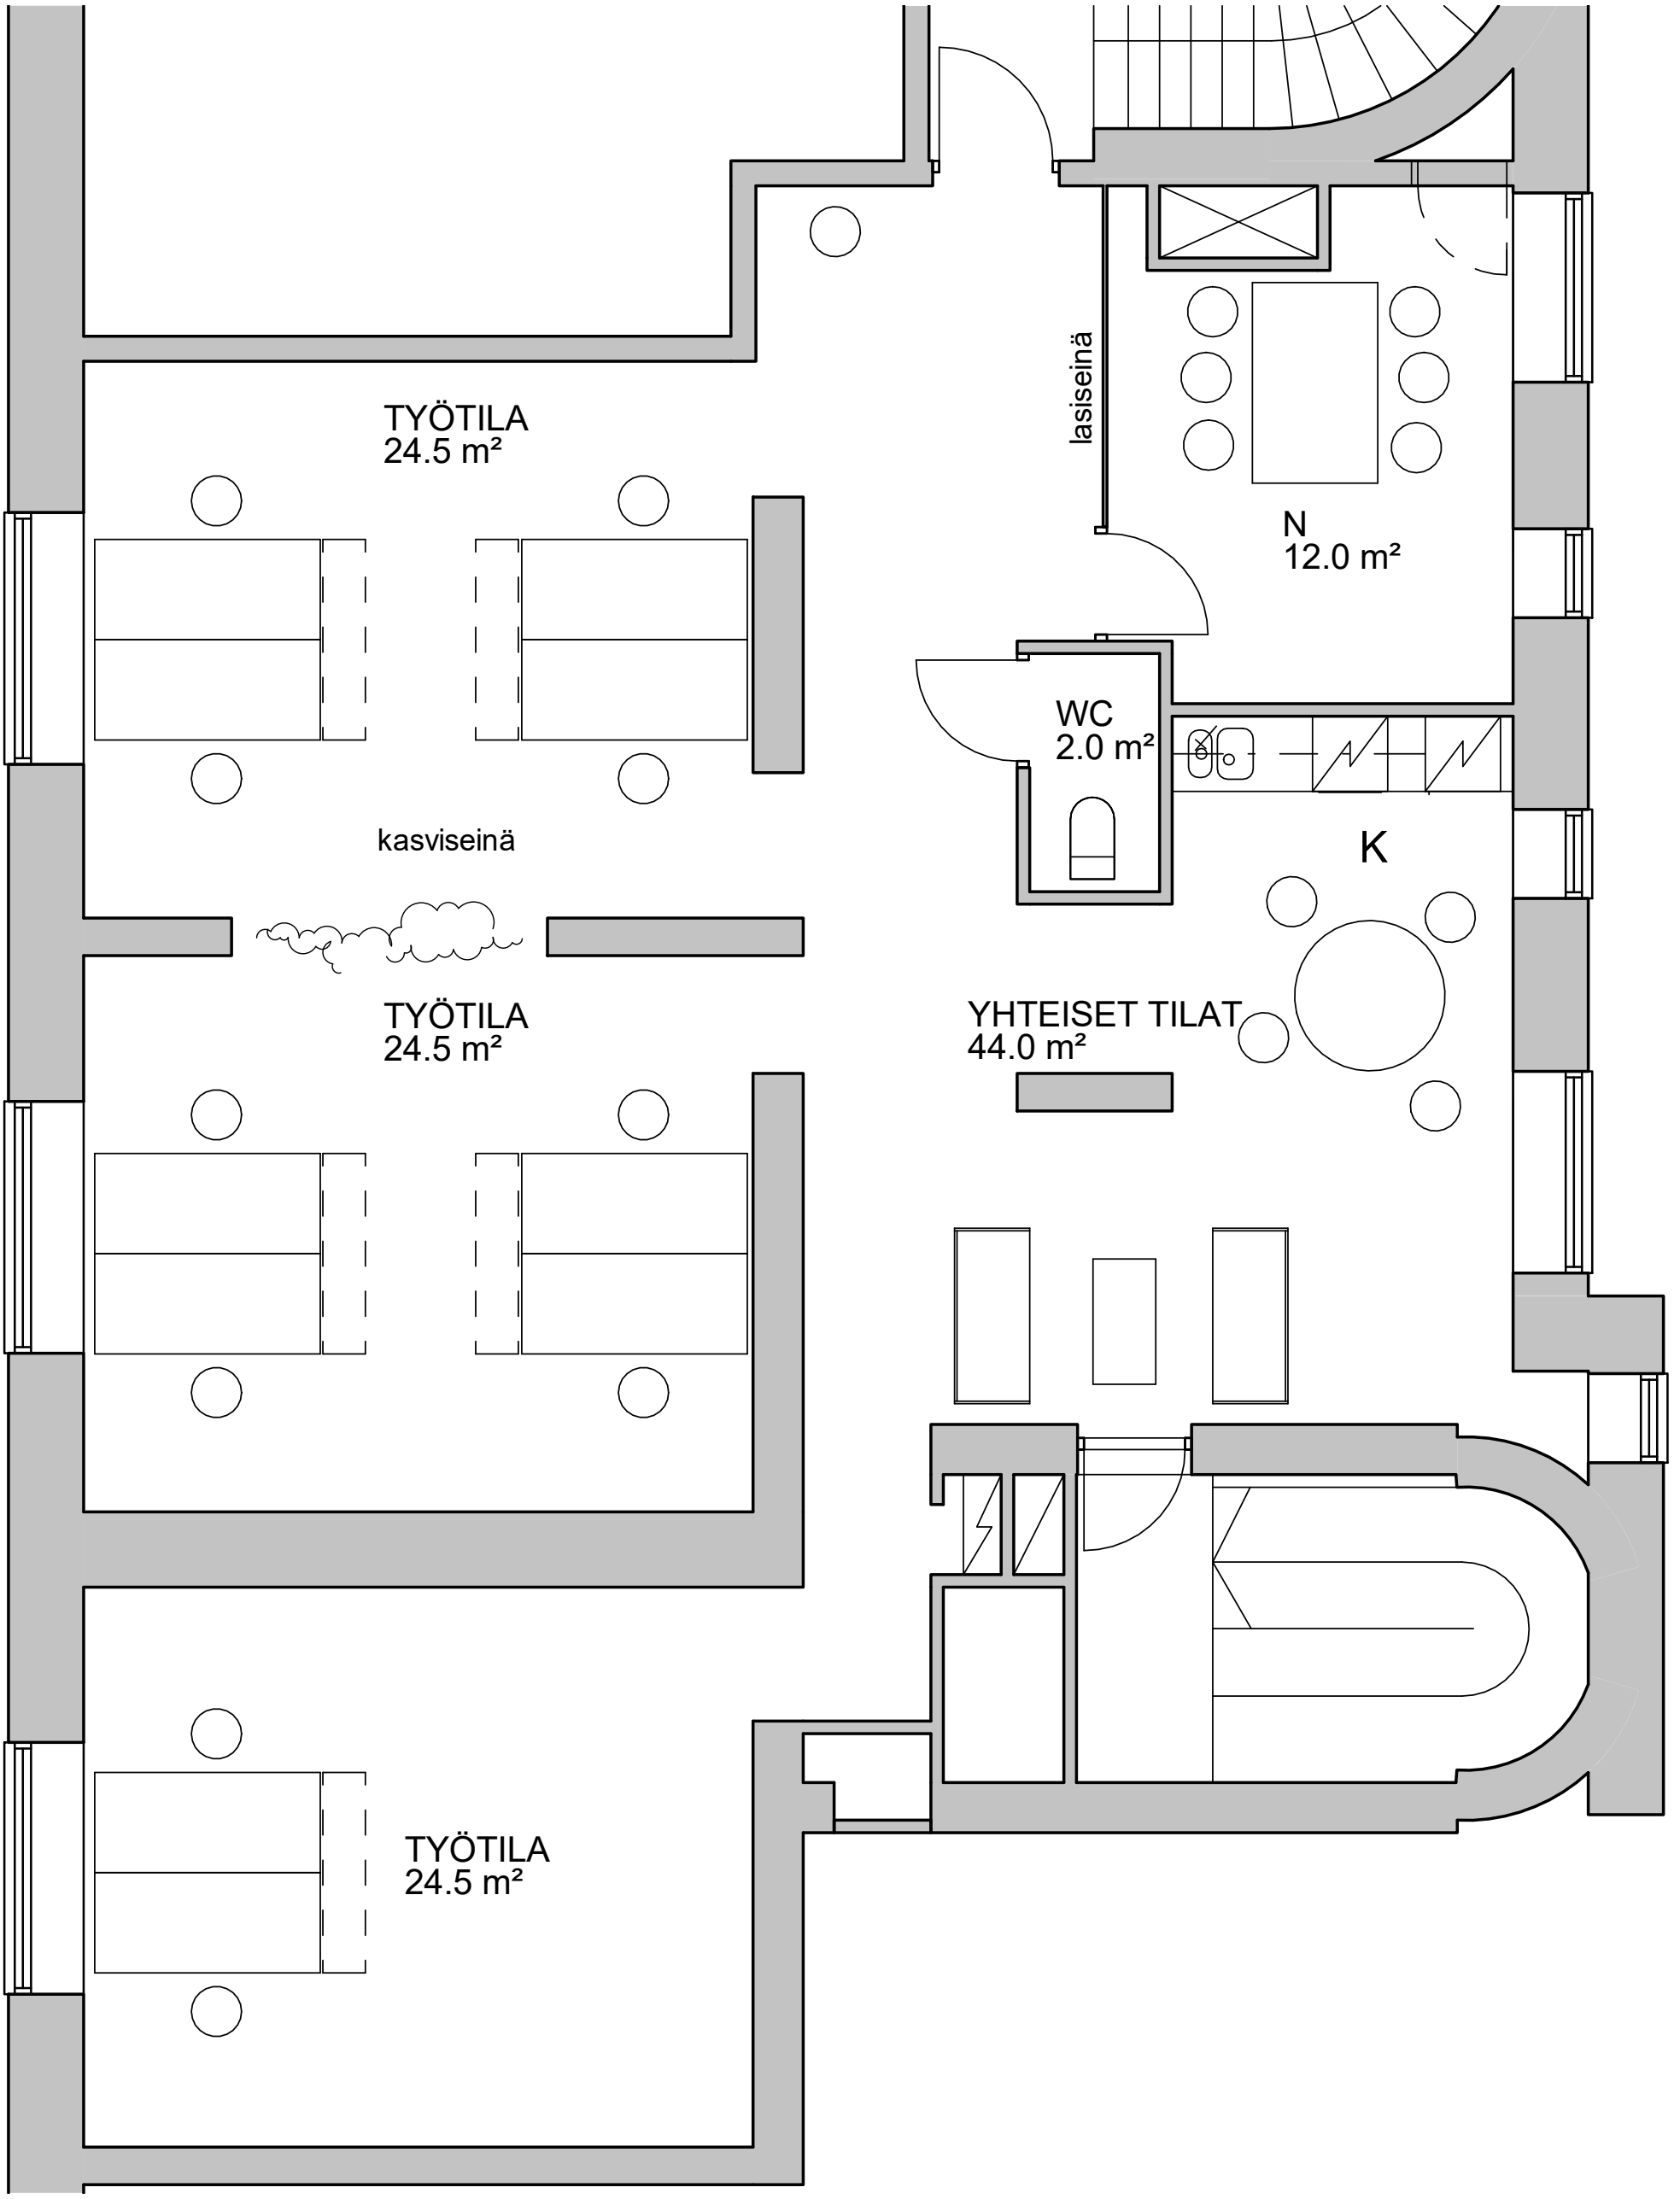 TYÖTILA
24.5 m²
lasiseinä
N
12.0 m²
WC
2.0 m²
kasviseinä
K
TYÖTILA
24.5 m²
YHTEISET TILAT
44.0 m²
TYÖTILA
24.5 m²